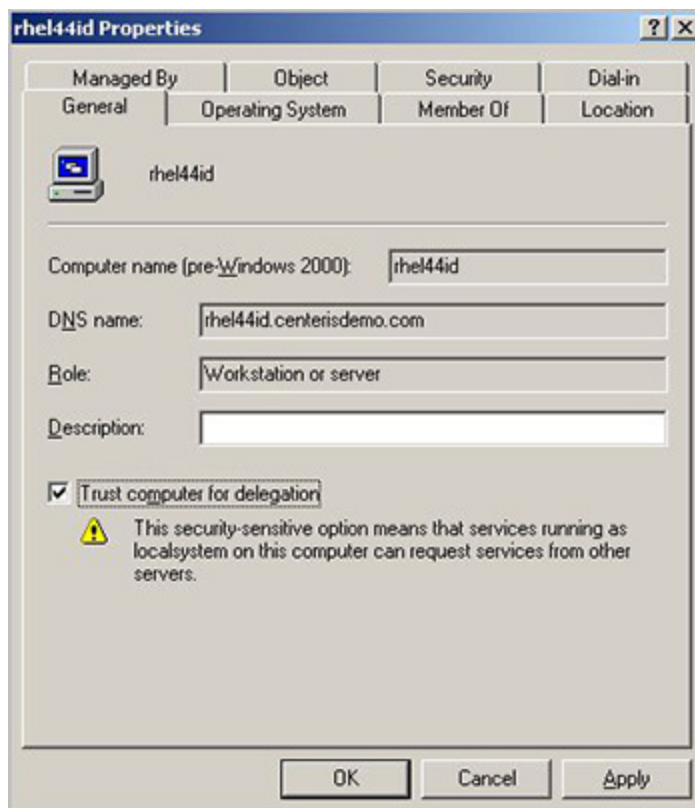 rhel44id Properties
Managed By Object Security Dial-in
General Operating System Member Of Location
rhel44id
Computer name (pre-Windows 2000): rhel44id
DNS name: rhel44id.centerisdemo.com
Role: Workstation or server
Description:
Trust computer for delegation
This security-sensitive option means that services running as
localsystem on this computer can request services from other
servers.
OK Cancel Apply